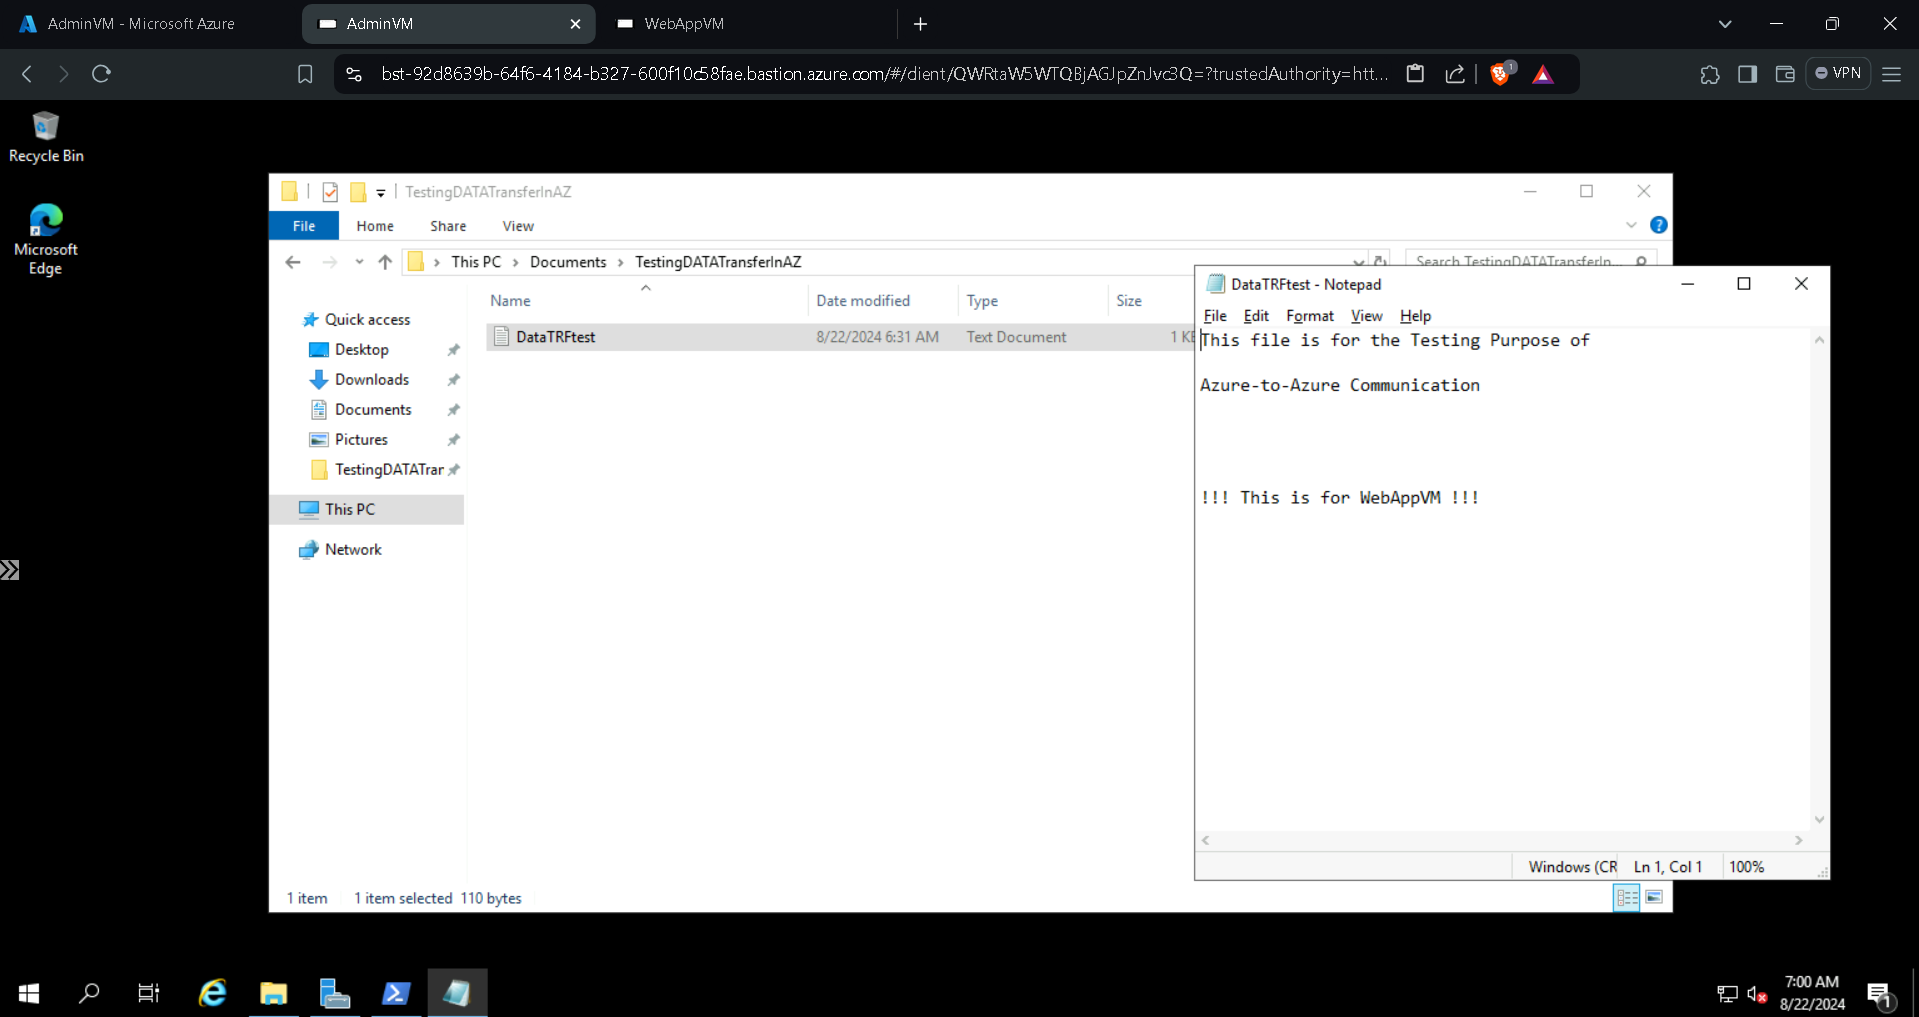 AdminVM - Microsoft Azure
AdminVM
WebAppVM
bst-92d8639b-64f6-4184-b327-600f10c58fae.bastion.azure.com/#/client/QWRtaW5WTQBjAGJpZnJvc3Q=?trustedAuthority=htt...
1
VPN
Recycle Bin
Microsoft
Edge
TestingDATATransferInAZ
File Home Share View
This PC Documents TestingDATATransferInAZ
Search TestingDATATransferIn...
Name Date modified Type Size
DataTRFtest 8/22/2024 6:31 AM Text Document 1 KB
Quick access
Desktop
Downloads
Documents
Pictures
TestingDATATrar
This PC
Network
1 item 1 item selected 110 bytes
DataTRFtest - Notepad
File Edit Format View Help
This file is for the Testing Purpose of
Azure-to-Azure Communication
!!! This is for WebAppVM !!!
Windows (CR Ln 1, Col 1 100%
7:00 AM
8/22/2024
1